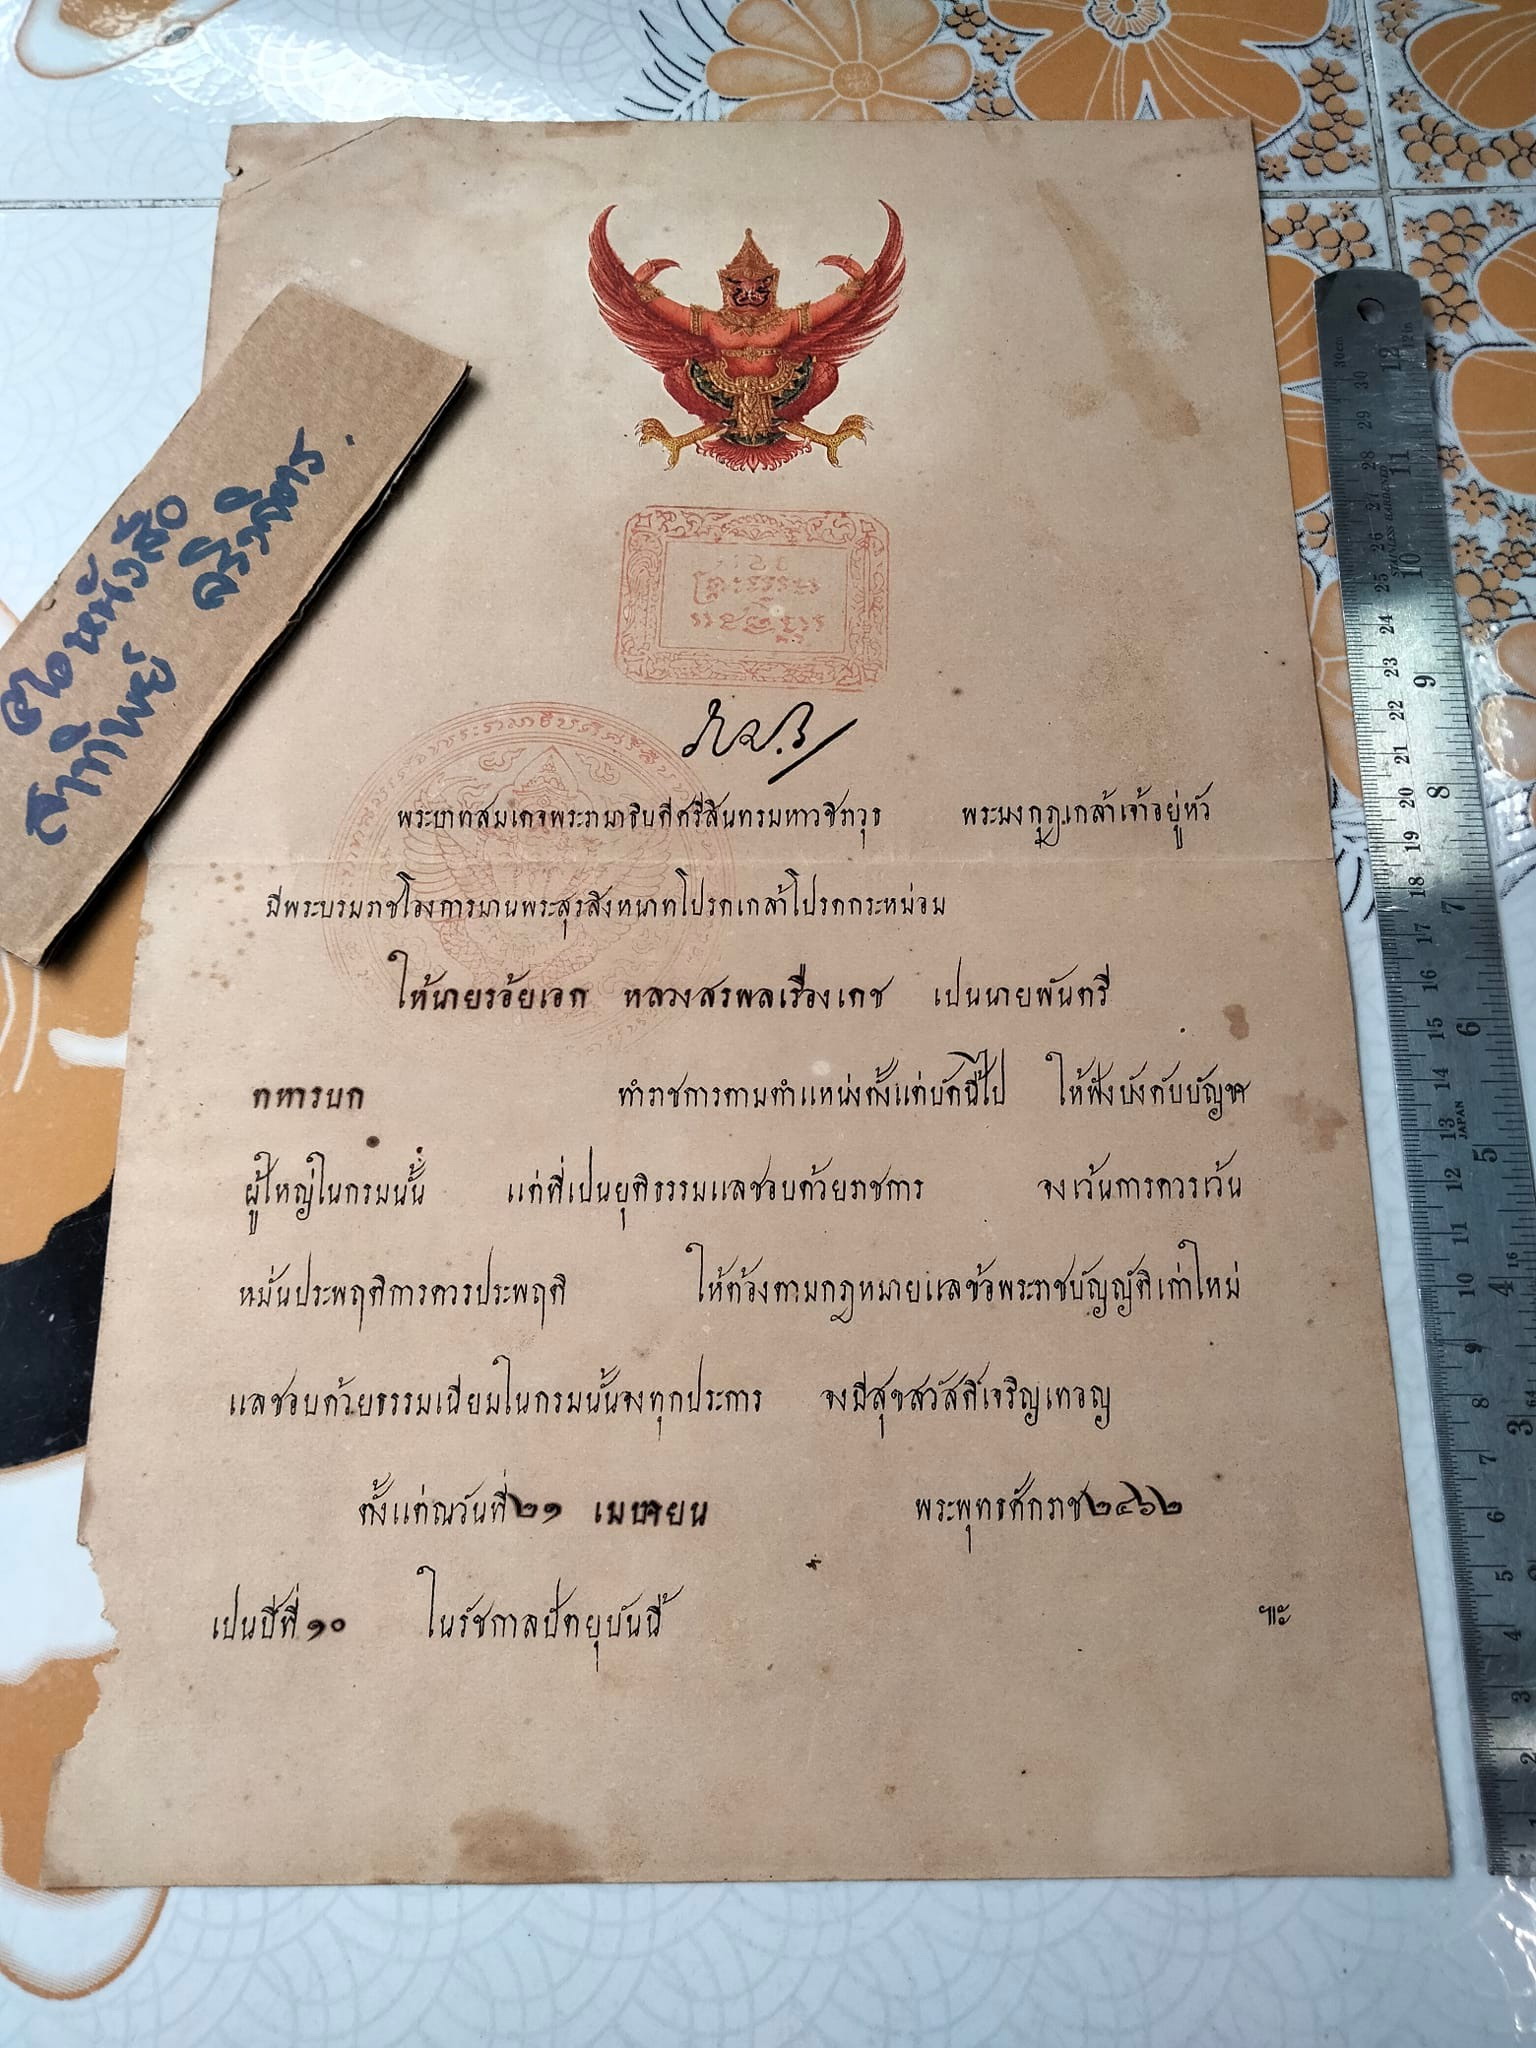 พระบาทสมเดจพระรามาธิบดีศรีสินทรมหาวชิราวุธ พระมงกุฎเกล้าเจ้าอยู่หัว
มีพระบรมราชโองการมานพระสุรสิงหนาทโปรดเกล้าโปรดกระหม่อม
ให้นายรอ้ยเอก หลวงสรพลเรืองเดช เปนนายพันตรี
ทหารบก ทำราชการตามตำแหน่งตั้งแต่บัดนี้ไป ให้ฟังบังคับบัญชา
ผู้ใหญ่ในกรมนั้น แต่ที่เปนยุติธรรมแลชอบด้วยราชการ จงเว้นการควรเว้น
หมั่นประพฤติการควรประพฤติ ให้ต้องตามกฎหมายแลข้อพระราชบัญญัติเก่าใหม่
แลชอบด้วยธรรมเนียมในกรมนั้นจงทุกประการ จงมีสุขสวัสดิ์เจริญเทอญ
ตั้งแต่ณวันที่ ๒๑ เมษายน พระพุทธศักราช ๒๔๖๒
เปนปีที่ ๑๐ ในรัชกาลปัตยุบันนี้ ๚ะ
ร้านหนังสือ
จิรวจิตร
STAINLESS HARDENED
JAPAN